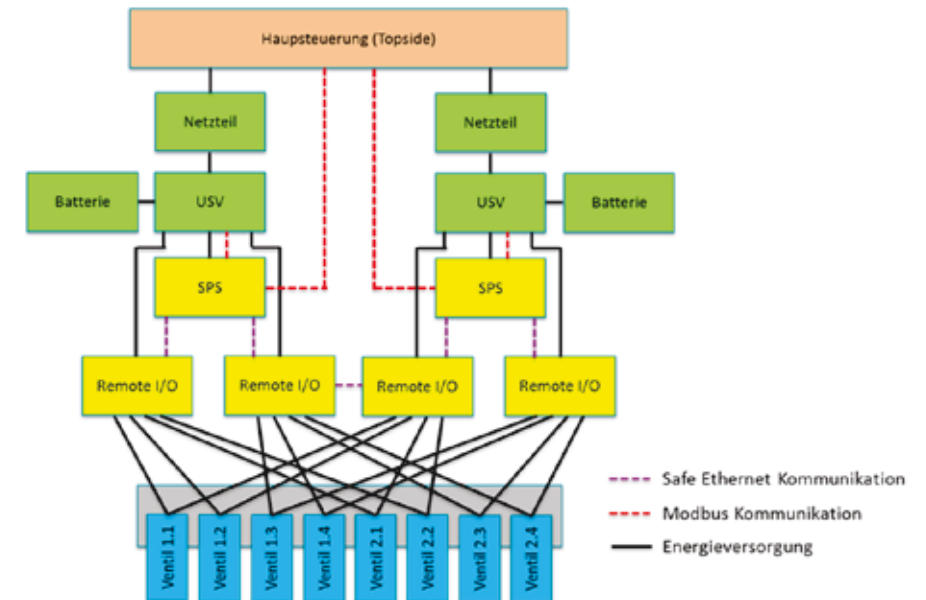 Haupsteuerung (Topside)
Netzteil
Netzteil
Batterie
USV
USV
Batterie
SPS
SPS
Remote I/O
Remote I/O
Remote I/O
Remote I/O
Safe Ethernet Kommunikation
Modbus Kommunikation
Energieversorgung
Ventil 1.1
Ventil 1.2
Ventil 1.3
Ventil 1.4
Ventil 2.1
Ventil 2.2
Ventil 2.3
Ventil 2.4